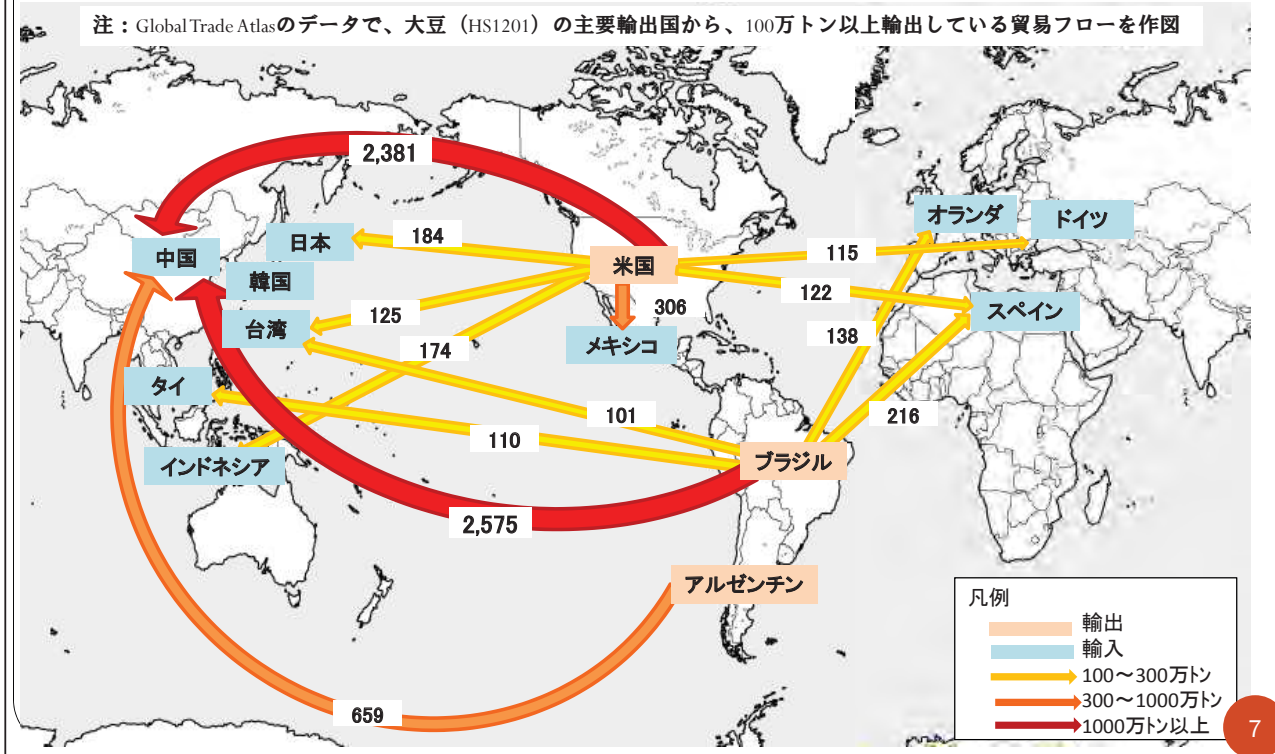 注：Global Trade Atlasのデータで、大豆（HS1201）の主要輸出国から、100万トン以上輸出している貿易フローを作図
2,381
オランダ
ドイツ
日本
184
中国
米国
115
韓国
122
306
スペイン
台湾
125
メキシコ
138
174
タイ
101
216
110
ブラジル
インドネシア
2,575
アルゼンチン
659
凡例
輸出
輸入
100～300万トン
300～1000万トン
1000万トン以上
7